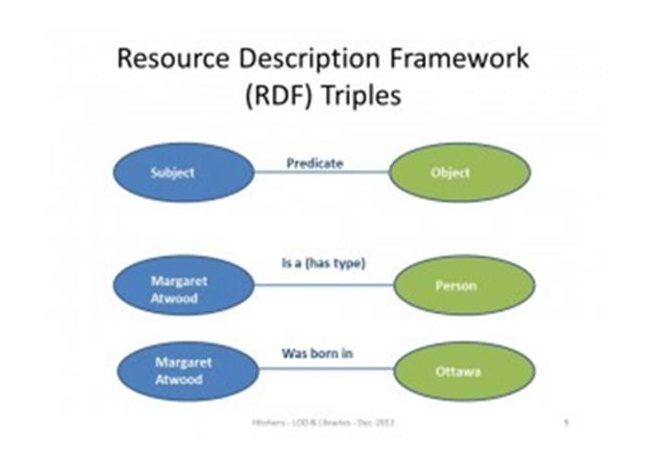 Resource Description Framework
(RDF) Triples
Subject
Predicate
Object
Margaret
Atwood
Is a (has type)
Person
Margaret
Atwood
Was born in
Ottawa
LOD & Libraries - Dec. 2013
9